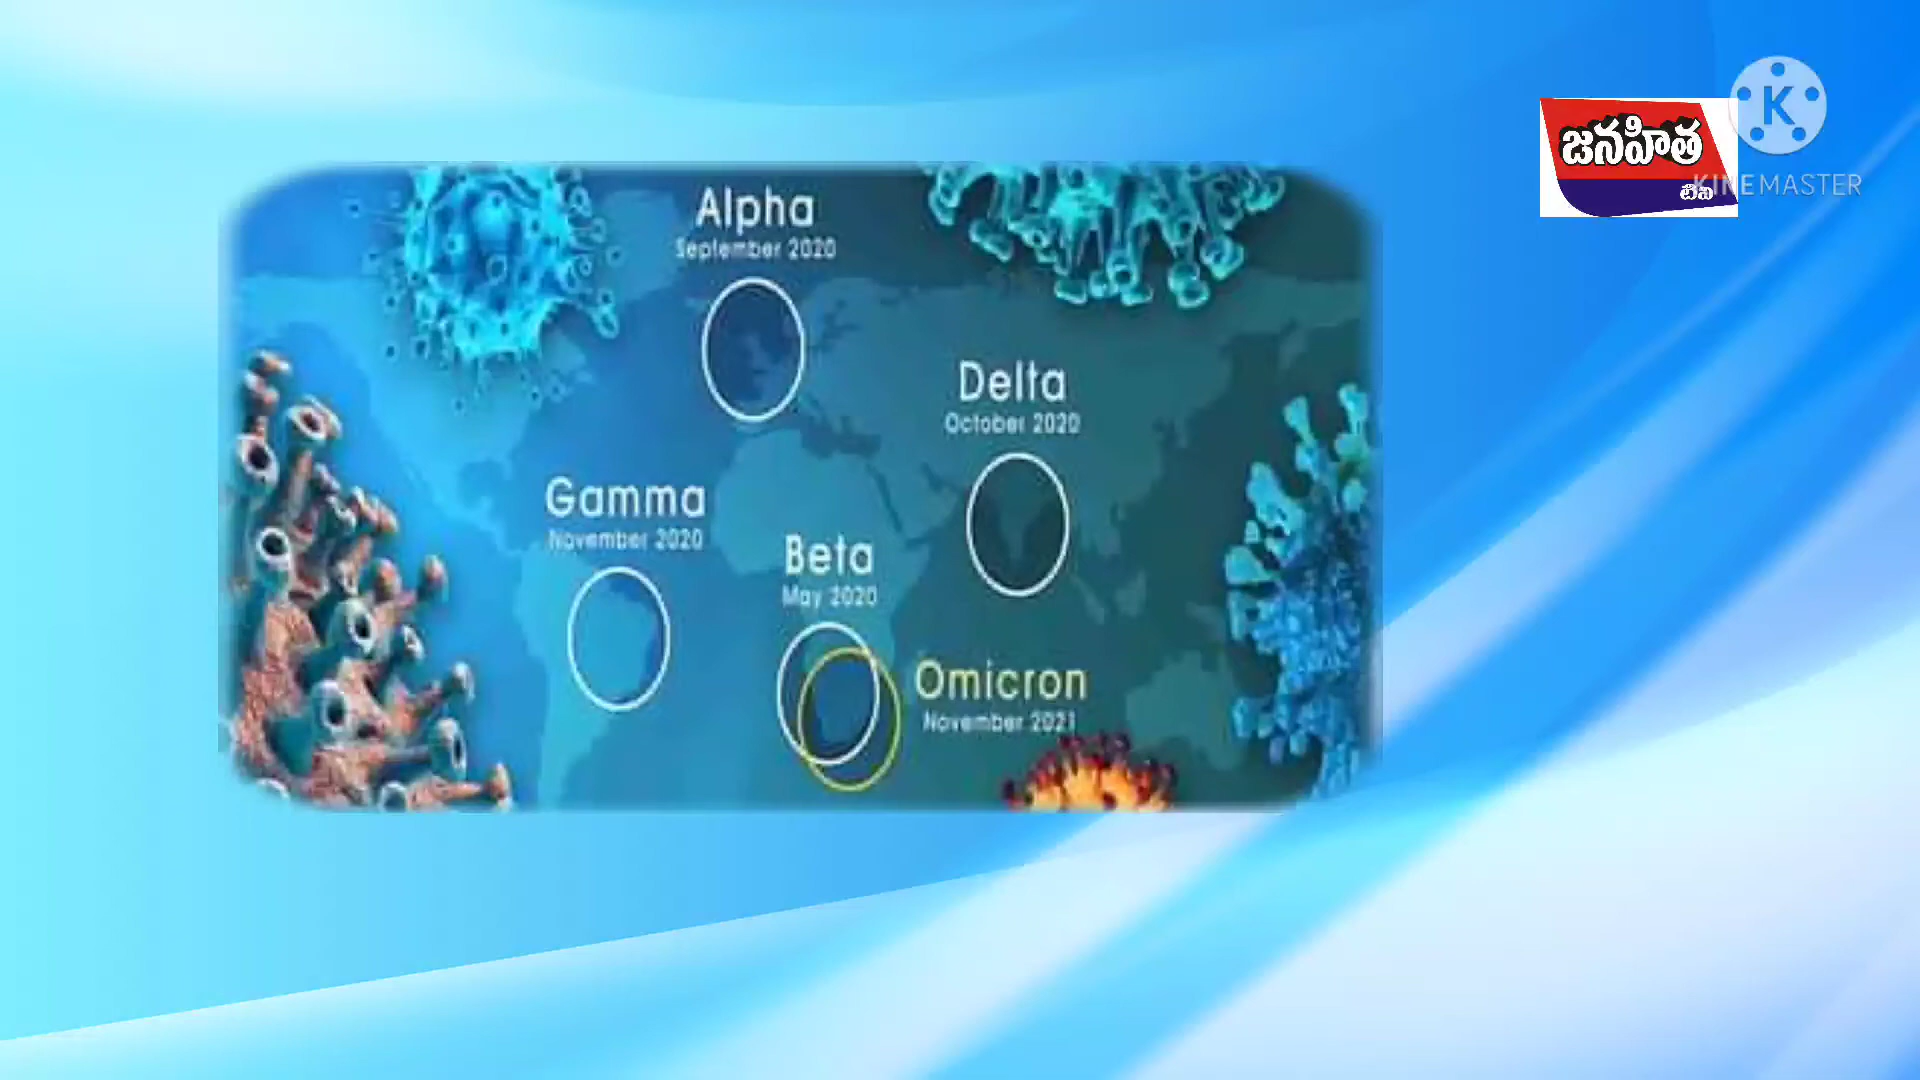 Alpha
September 2020
Delta
October 2020
Gamma
November 2020
Beta
May 2020
Omicron
November 2021
జనహిత
టివి
K
KINEMASTER